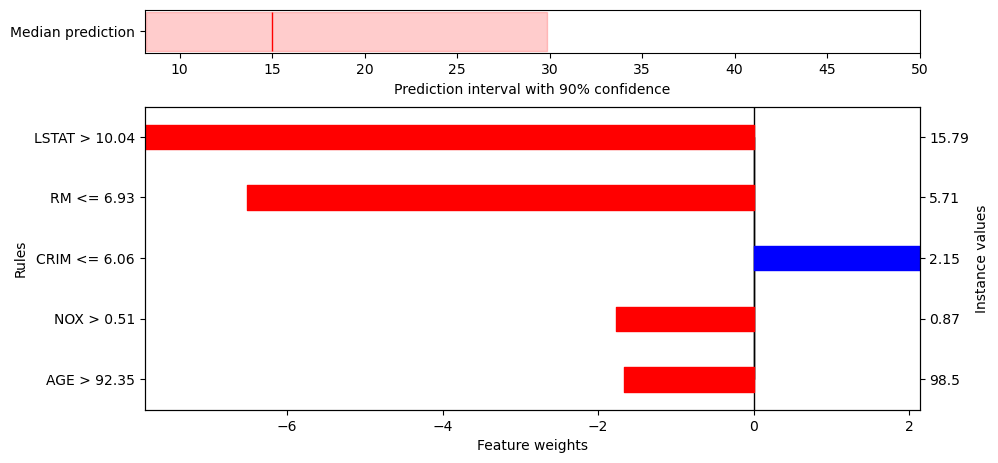 Median prediction
10 15 20 25 30 35 40 45 50
Prediction interval with 90% confidence
LSTAT > 10.04 15.79
RM <= 6.93 5.71
CRIM <= 6.06 2.15
NOX > 0.51 0.87
AGE > 92.35 98.5
Rules
Instance values
−6 −4 −2 0 2
Feature weights